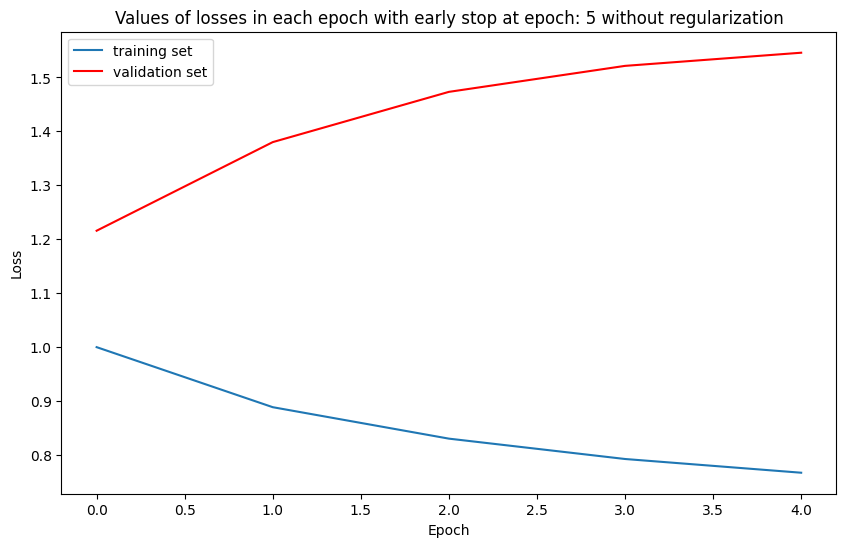 Values of losses in each epoch with early stop at epoch: 5 without regularization
training set
validation set
1.5
1.4
1.3
1.2
1.1
1.0
0.9
0.8
Loss
0.0 0.5 1.0 1.5 2.0 2.5 3.0 3.5 4.0
Epoch